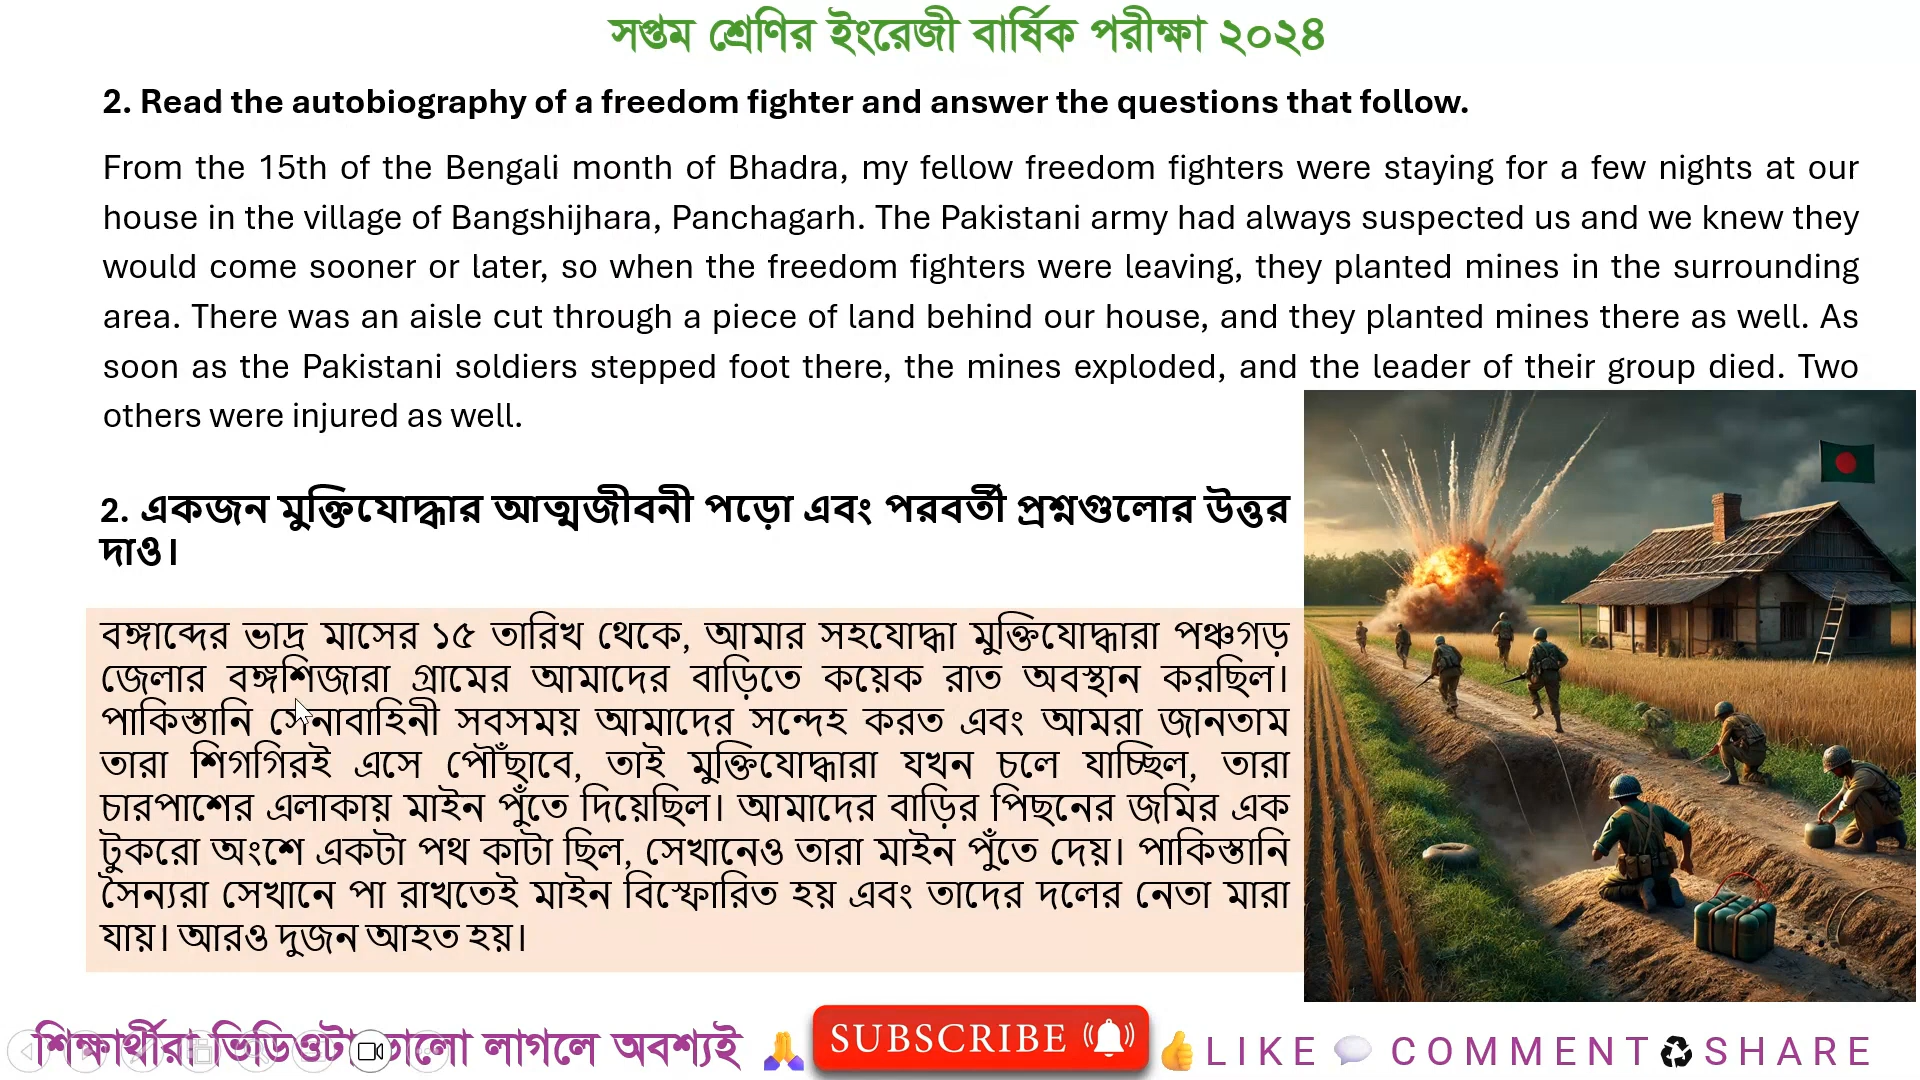 সপ্তম শ্রেণির ইংরেজী বার্ষিক পরীক্ষা ২০২৪
2. Read the autobiography of a freedom fighter and answer the questions that follow.
From the 15th of the Bengali month of Bhadra, my fellow freedom fighters were staying for a few nights at our
house in the village of Bangshijhara, Panchagarh. The Pakistani army had always suspected us and we knew they
would come sooner or later, so when the freedom fighters were leaving, they planted mines in the surrounding
area. There was an aisle cut through a piece of land behind our house, and they planted mines there as well. As
soon as the Pakistani soldiers stepped foot there, the mines exploded, and the leader of their group died. Two
others were injured as well.
2. একজন মুক্তিযোদ্ধার আত্মজীবনী পড়ো এবং পরবর্তী প্রশ্নগুলোর উত্তর
দাও।
বঙ্গাব্দের ভাদ্র মাসের ১৫ তারিখ থেকে, আমার সহযোদ্ধা মুক্তিযোদ্ধারা পঞ্চগড়
জেলার বঙ্গশিজারা গ্রামের আমাদের বাড়িতে কয়েক রাত অবস্থান করছিল।
পাকিস্তানি সেনাবাহিনী সবসময় আমাদের সন্দেহ করত এবং আমরা জানতাম
তারা শিগগিরই এসে পৌঁছাবে, তাই মুক্তিযোদ্ধারা যখন চলে যাচ্ছিল, তারা
চারপাশের এলাকায় মাইন পুঁতে দিয়েছিল। আমাদের বাড়ির পিছনের জমির এক
টুকরো অংশে একটা পথ কাটা ছিল, সেখানেও তারা মাইন পুঁতে দেয়। পাকিস্তানি
সৈন্যরা সেখানে পা রাখতেই মাইন বিস্ফোরিত হয় এবং তাদের দলের নেতা মারা
যায়। আরও দুজন আহত হয়।
শিক্ষার্থীরা ভিডিওটা ভালো লাগলে অবশ্যই SUBSCRIBE LIKE COMMENT SHARE